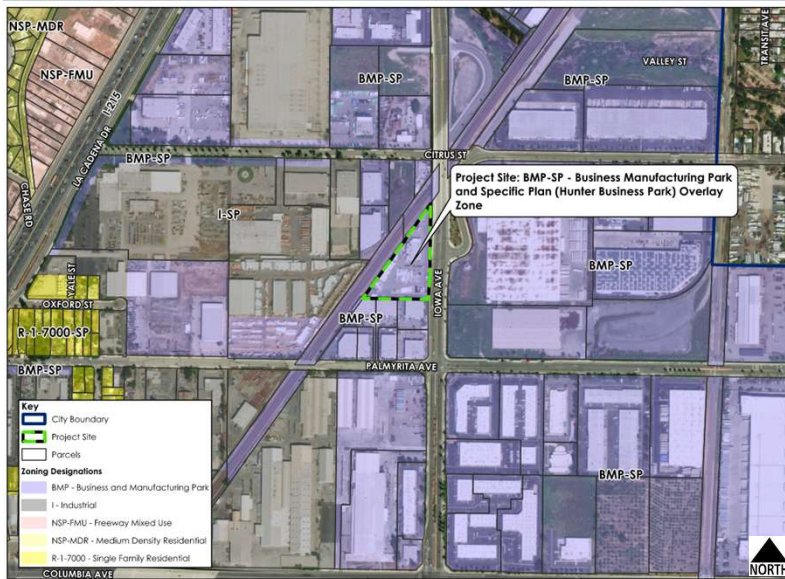 NSP-MDR
NSP-FMU
I-215
LA CADENA DR
CHASE RD
BMP-SP
BMP-SP
BMP-SP
VALLEY ST
TRANSIT AVE
CITRUS ST
Project Site: BMP-SP - Business Manufacturing Park
and Specific Plan (Hunter Business Park) Overlay
Zone
I-SP
YALE ST
OXFORD ST
R-1-7000-SP
BMP-SP
BMP-SP
IOWA AVE
BMP-SP
PALMYRITA AVE
BMP-SP
Key
City Boundary
Project Site
Parcels
Zoning Designations
BMP - Business and Manufacturing Park
I - Industrial
NSP-FMU - Freeway Mixed Use
NSP-MDR - Medium Density Residential
R-1-7000 - Single Family Residential
COLUMBIA AVE
NORTH